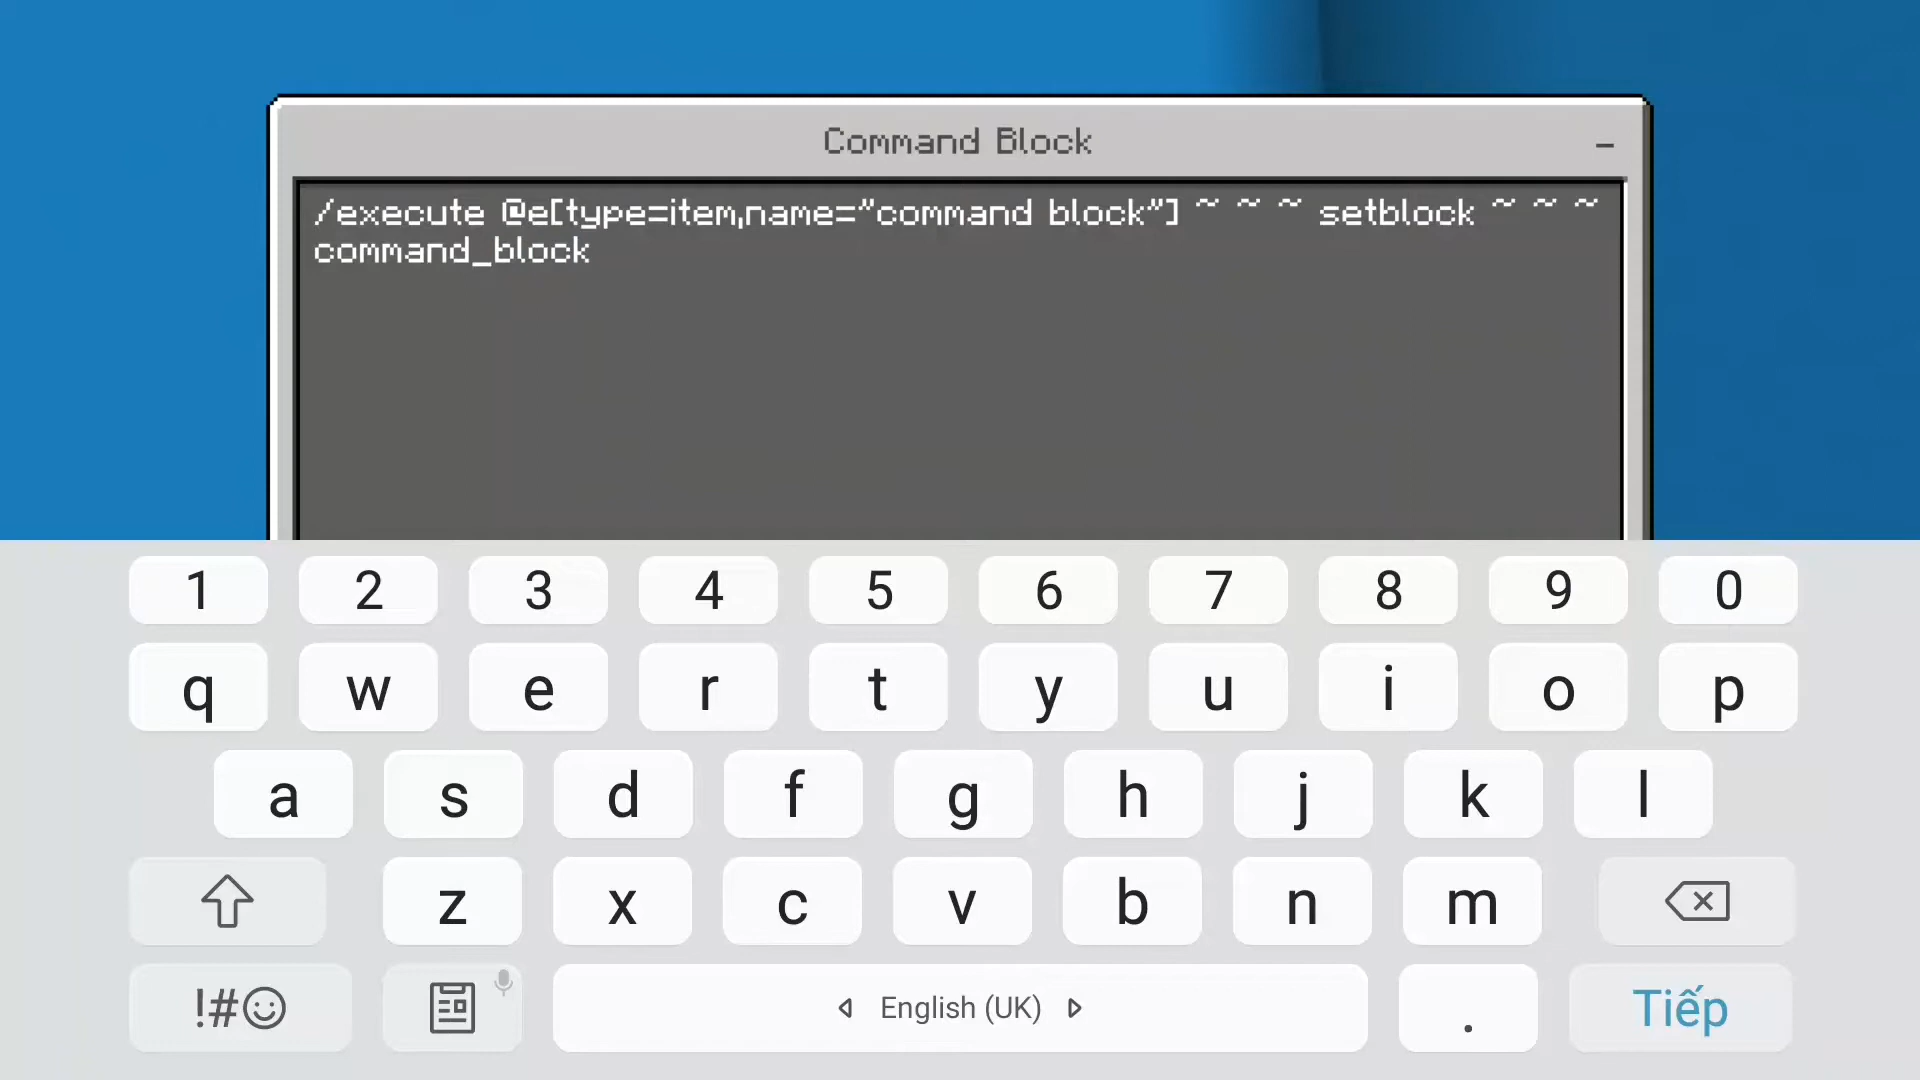 Command Block
/execute @e[type=item,name="command block"] ~ ~ ~ setblock ~ ~ ~
command_block
1 2 3 4 5 6 7 8 9 0
q w e r t y u i o p
a s d f g h j k l
z x c v b n m
!# English (UK) . Tiếp